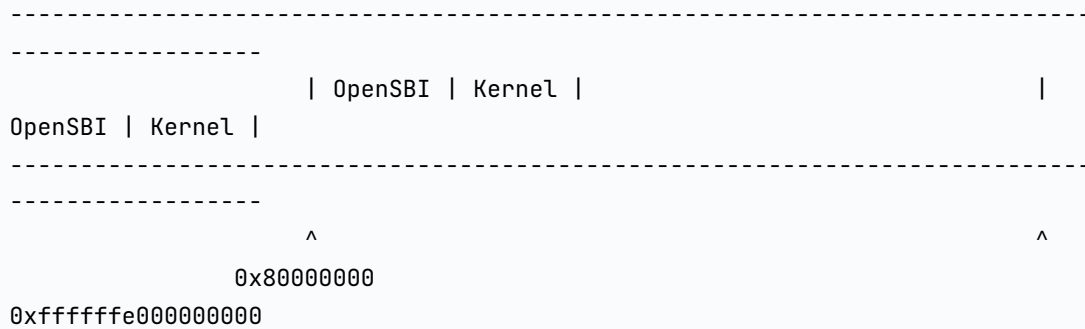 -----------------------------------------------------------------------------
------------------
                     | OpenSBI | Kernel |                                |
OpenSBI | Kernel |
-----------------------------------------------------------------------------
------------------
                     ^                                                   ^
                0x80000000
0xffffffe000000000